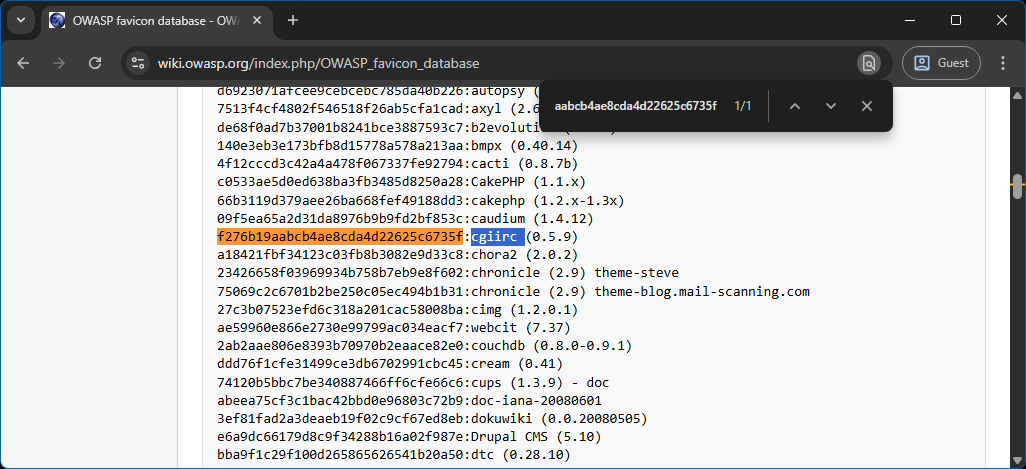 OWASP favicon database - OWA
wiki.owasp.org/index.php/OWASP_favicon_database
Guest
aabcb4ae8cda4d22625c6735f 1/1
d6923071afcee9cebcebc785da40b226:autopsy
7513f4cf4802f546518f26ab5cfa1cad:axyl (2.6
de68f0ad7b37001b8241bce3887593c7:b2evoluti
140e3eb3e173bfb8d15778a578a213aa:bmpx (0.40.14)
4f12cccd3c42a4a478f067337fe92794:cacti (0.8.7b)
c0533ae5d0ed638ba3fb3485d8250a28:CakePHP (1.1.x)
66b3119d379aee26ba668fef49188dd3:cakephp (1.2.x-1.3x)
09f5ea65a2d31da8976b9b9fd2bf853c:caudium (1.4.12)
f276b19aabcb4ae8cda4d22625c6735f:cgiirc (0.5.9)
a18421fbf34123c03fb8b3082e9d33c8:chora2 (2.0.2)
23426658f03969934b758b7eb9e8f602:chronicle (2.9) theme-steve
75069c2c6701b2be250c05ec494b1b31:chronicle (2.9) theme-blog.mail-scanning.com
27c3b07523efd6c318a201cac58008ba:cimg (1.2.0.1)
ae59960e866e2730e99799ac034eacf7:webcit (7.37)
2ab2aae806e8393b70970b2eaace82e0:couchdb (0.8.0-0.9.1)
ddd76f1cfe31499ce3db6702991cbc45:cream (0.41)
74120b5bbc7be340887466ff6cfe66c6:cups (1.3.9) - doc
abeea75cf3c1bac42bbd0e96803c72b9:doc-iana-20080601
3ef81fad2a3deaeb19f02c9cf67ed8eb:dokuwiki (0.0.20080505)
e6a9dc66179d8c9f34288b16a02f987e:Drupal CMS (5.10)
bba9f1c29f100d265865626541b20a50:dtc (0.28.10)